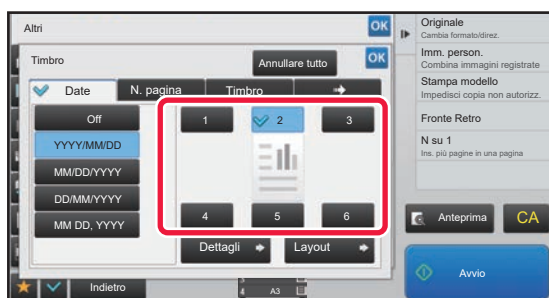 Altri
OK
Timbro
Annullare tutto
OK
Date
N. pagina
Timbro
Off
YYYY/MM/DD
MM/DD/YYYY
DD/MM/YYYY
MM DD, YYYY
1
2
3
4
5
6
Dettagli
Layout
Indietro
A3
Originale
Cambia formato/direz.
Imm. person.
Combina immagini registrate
Stampa modello
Impedisci copia non autorizz.
Fronte Retro
N su 1
Ins. più pagine in una pagina
Anteprima
CA
Avvio